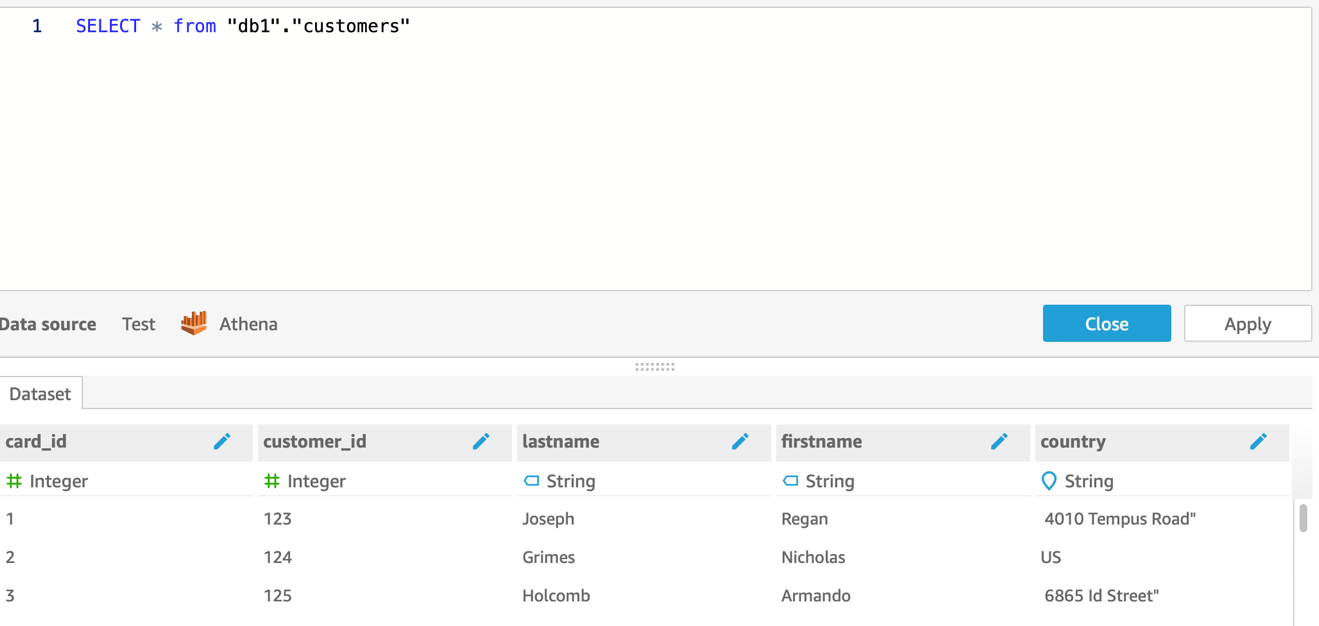 1 SELECT * from "db1"."customers"
Data source Test Athena Close Apply
Dataset
card_id customer_id lastname firstname country
Integer Integer String String String
1 123 Joseph Regan 4010 Tempus Road"
2 124 Grimes Nicholas US
3 125 Holcomb Armando 6865 Id Street"